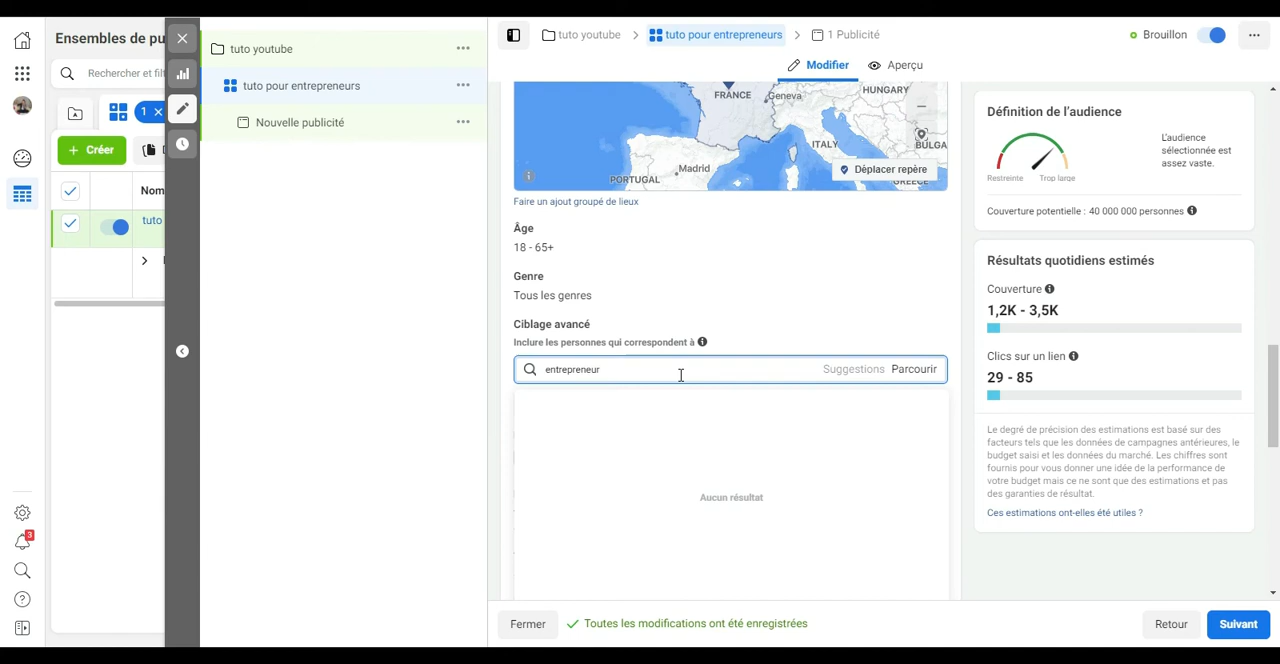 Ensembles de pu
Rechercher et filt
1
Créer
Nom
tuto
tuto youtube
tuto pour entrepreneurs
Nouvelle publicité
tuto youtube
tuto pour entrepreneurs
1 Publicité
Brouillon
Modifier
Aperçu
FRANCE
Geneva
HUNGARY
ITALY
BULGA
Madrid
PORTUGAL
GREECE
Déplacer repère
Faire un ajout groupé de lieux
Âge
18 - 65+
Genre
Tous les genres
Ciblage avancé
Inclure les personnes qui correspondent à
entrepreneur
Suggestions
Parcourir
Aucun résultat
Définition de l'audience
Restreinte
Trop large
L'audience
sélectionnée est
assez vaste.
Couverture potentielle : 40 000 000 personnes
Résultats quotidiens estimés
Couverture
1,2K - 3,5K
Clics sur un lien
29 - 85
Le degré de précision des estimations est basé sur des
facteurs tels que les données de campagnes antérieures, le
budget saisi et les données du marché. Les chiffres sont
fournis pour vous donner une idée de la performance de
votre budget mais ce ne sont que des estimations et pas
des garanties de résultat.
Ces estimations ont-elles été utiles ?
3
Fermer
Toutes les modifications ont été enregistrées
Retour
Suivant